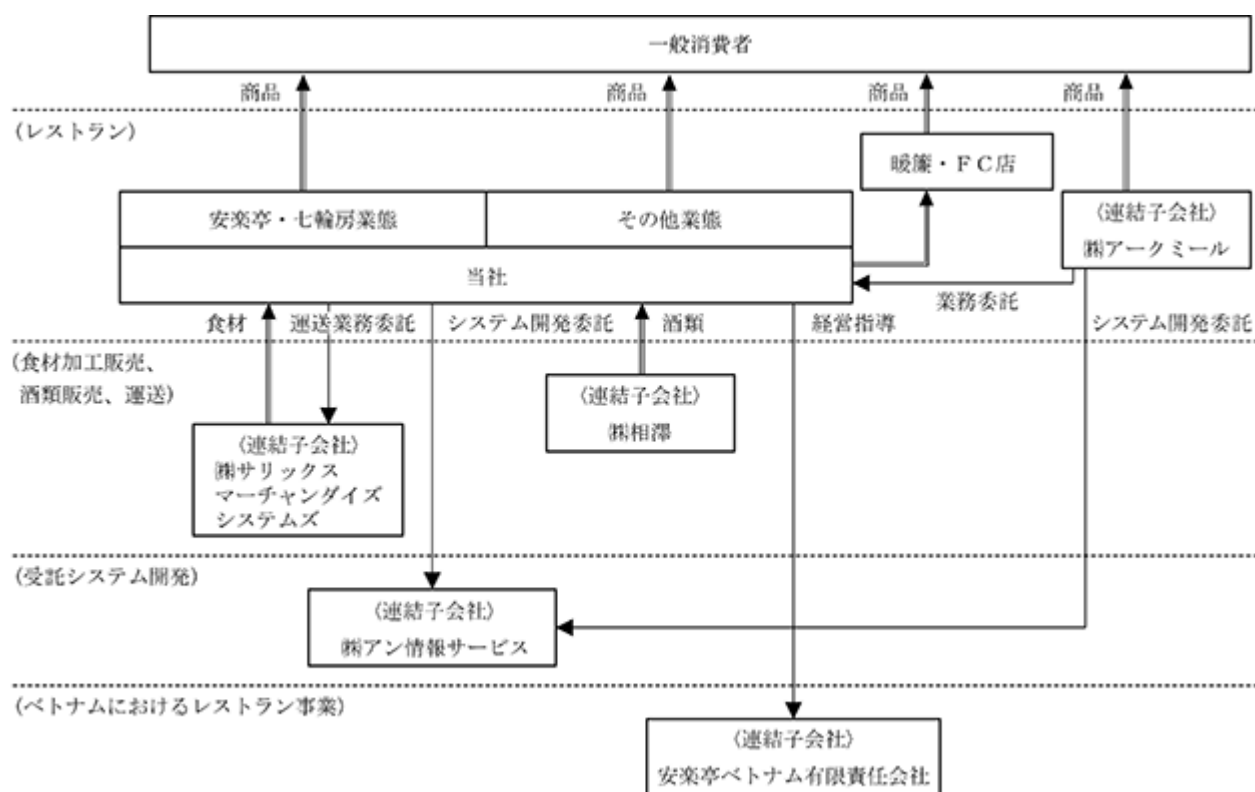 一般消費者
商品
商品
商品
商品
(レストラン)
暖簾・ＦＣ店
安楽亭・七輪房業態
その他業態
〈連結子会社〉
㈱アークミール
当社
業務委託
食材
運送業務委託
システム開発委託
酒類
経営指導
システム開発委託
(食材加工販売、
酒類販売、運送)
〈連結子会社〉
㈱相澤
〈連結子会社〉
㈱サリックス
マーチャンダイズ
システムズ
(受託システム開発)
〈連結子会社〉
㈱アン情報サービス
(ベトナムにおけるレストラン事業)
〈連結子会社〉
安楽亭ベトナム有限責任会社